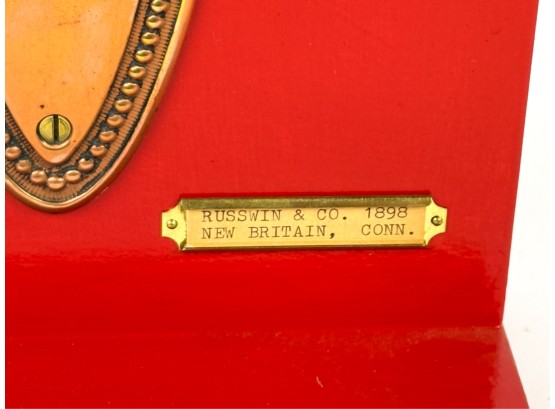 RUSSWIN & CO. 1898
NEW BRITAIN, CONN.